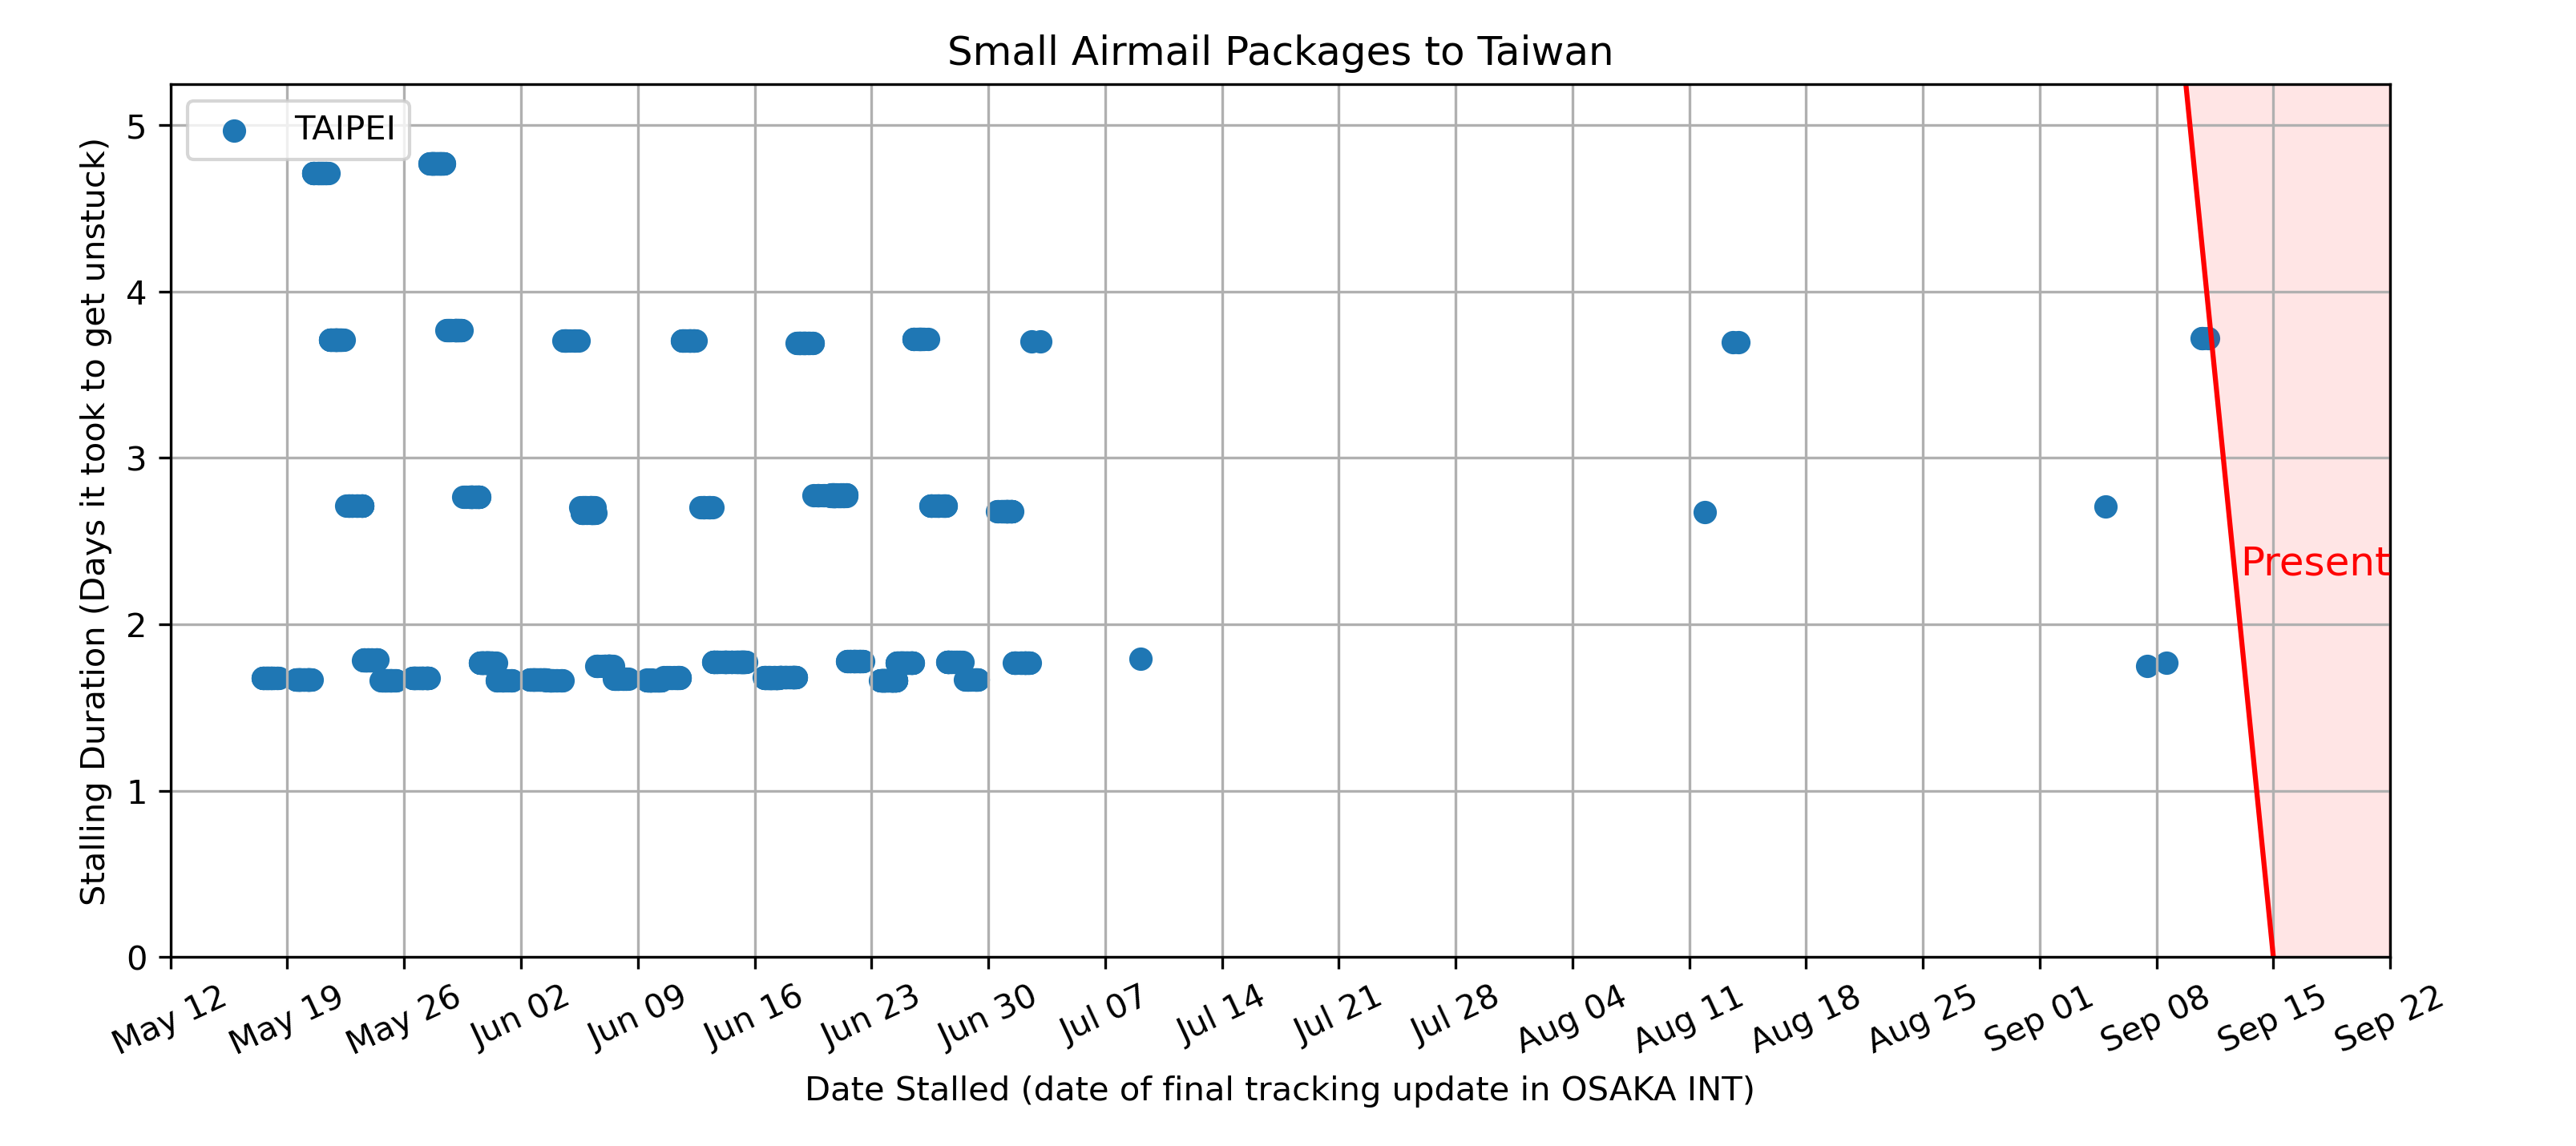 Small Airmail Packages to Taiwan
TAIPEI
Stalling Duration (Days it took to get unstuck)
5
4
3
2
1
0
Present
May 12
May 19
May 26
Jun 02
Jun 09
Jun 16
Jun 23
Jun 30
Jul 07
Jul 14
Jul 21
Jul 28
Aug 04
Aug 11
Aug 18
Aug 25
Sep 01
Sep 08
Sep 15
Sep 22
Date Stalled (date of final tracking update in OSAKA INT)